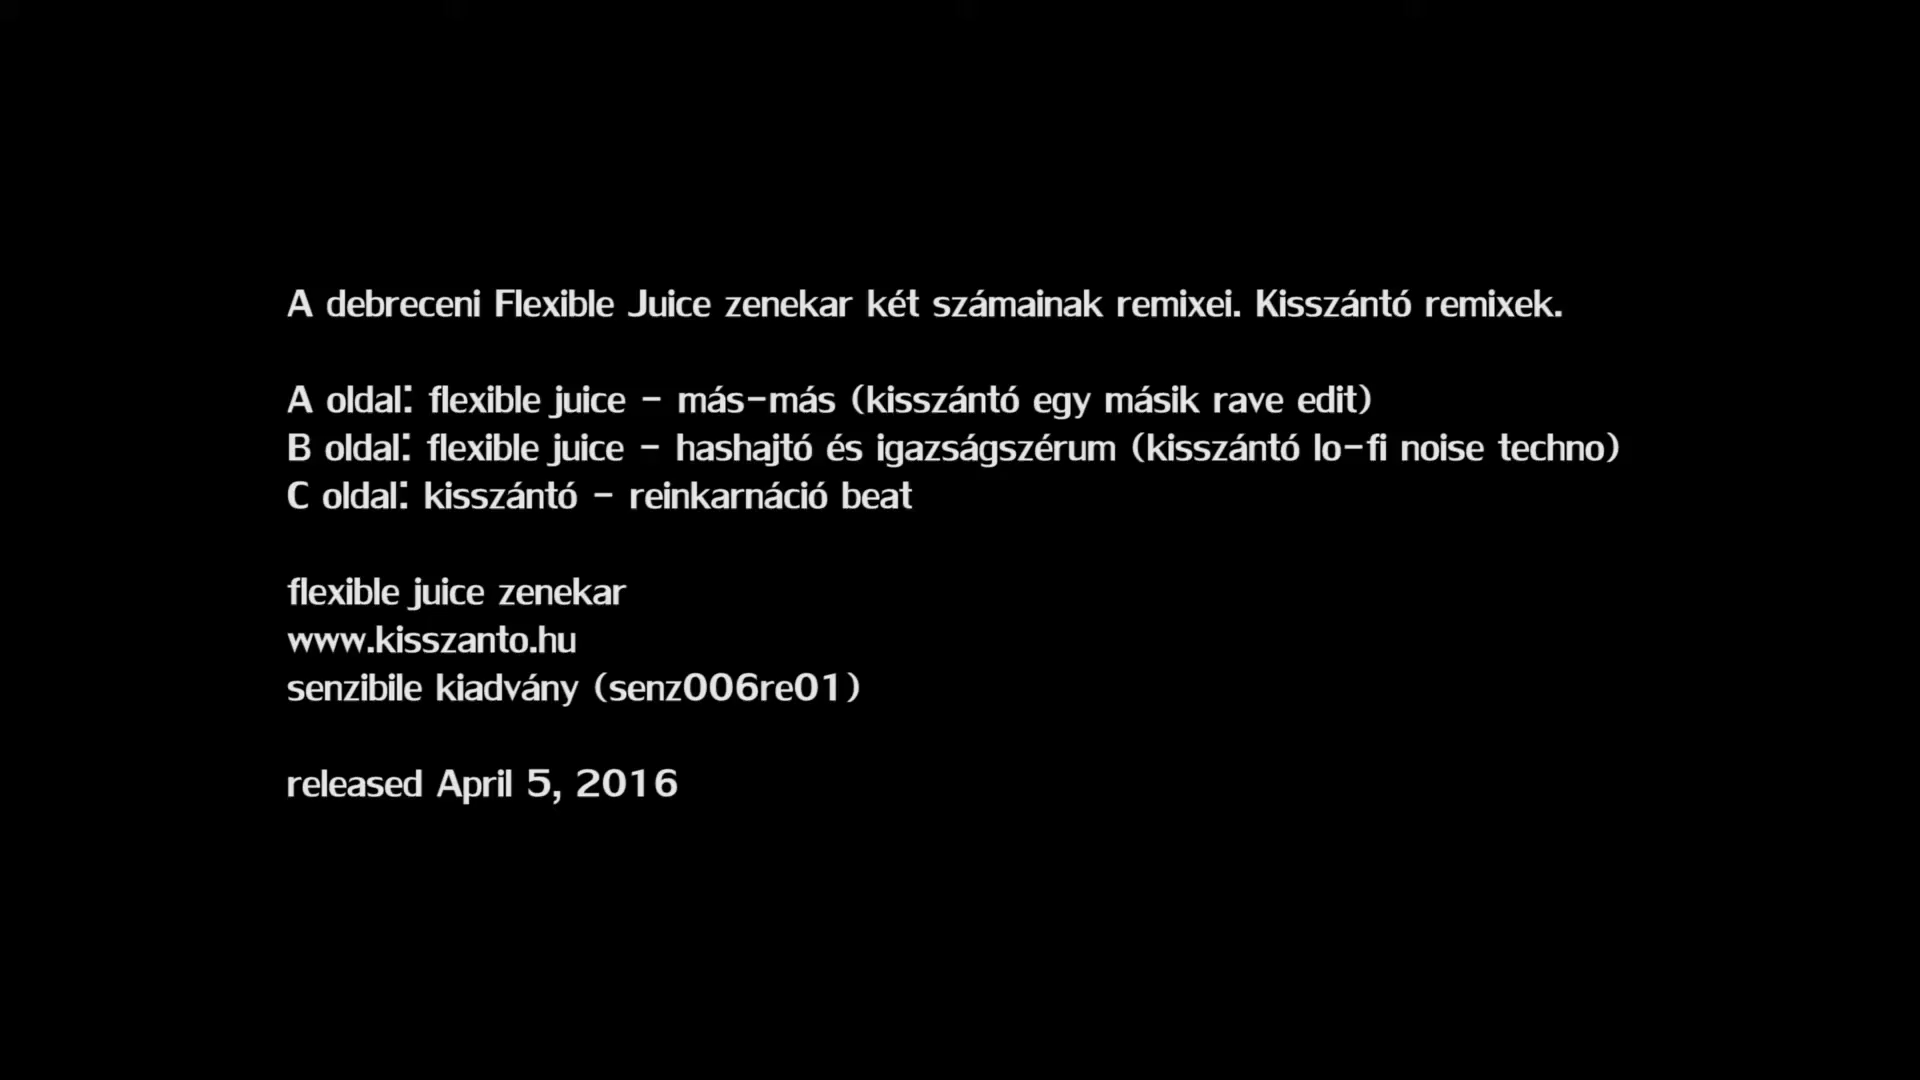 A debreceni Flexible Juice zenekar két számainak remixei. Kisszántó remixek.
A oldal: flexible juice - más-más (kisszántó egy másik rave edit)
B oldal: flexible juice - hashajtó és igazságszérum (kisszántó lo-fi noise techno)
C oldal: kisszántó - reinkarnáció beat
flexible juice zenekar
www.kisszanto.hu
senzibile kiadvány (senz006re01)
released April 5, 2016